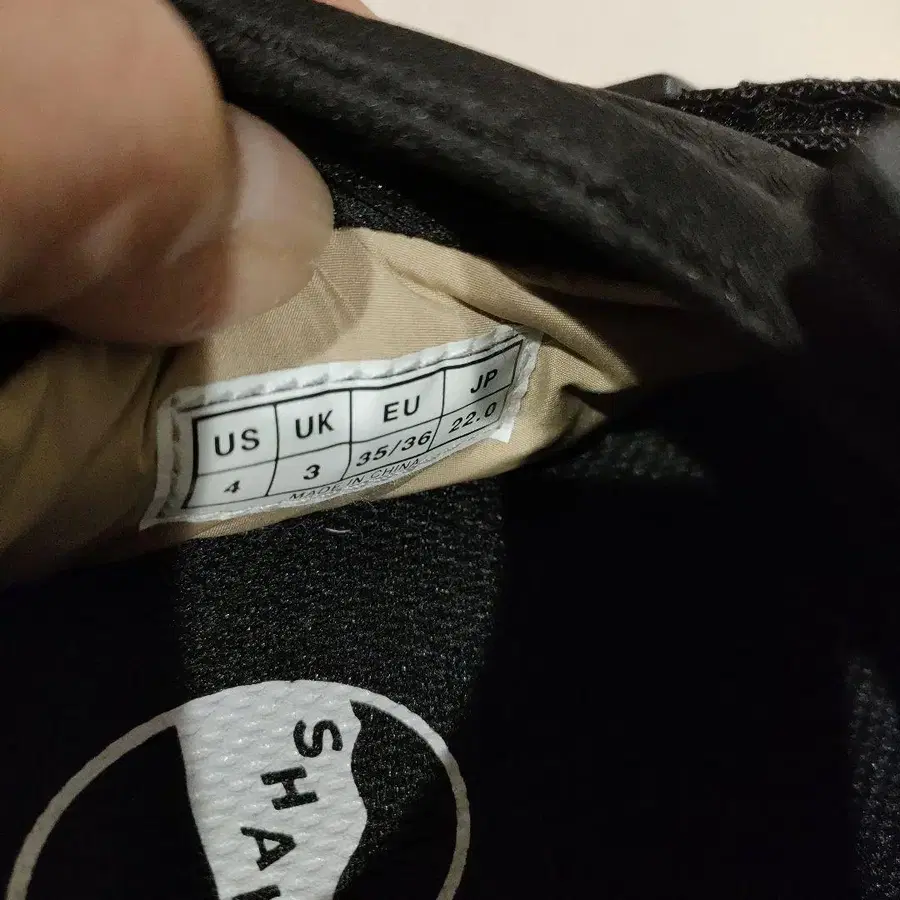 US UK EU JP
4 3 35/36 22.0
MADE IN CHINA
SHA